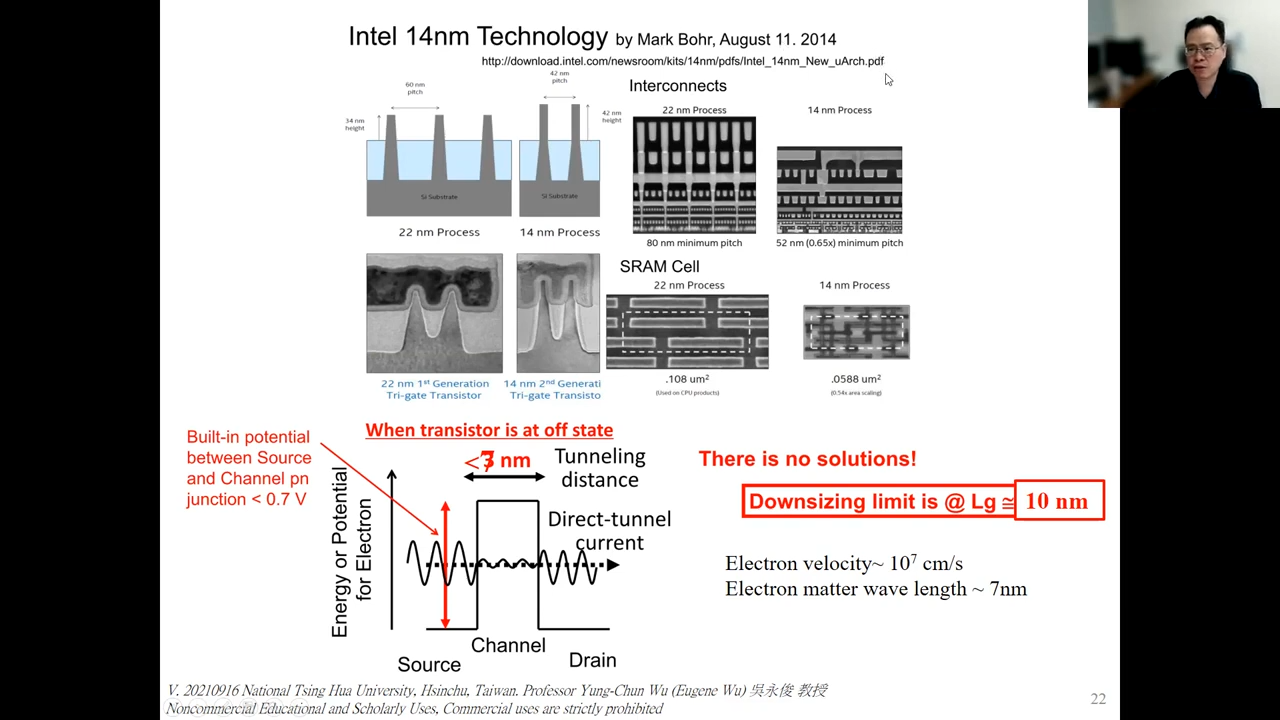 Intel 14nm Technology by Mark Bohr, August 11. 2014
http://download.intel.com/newsroom/kits/14nm/pdfs/Intel_14nm_New_uArch.pdf
60 nm
pitch
42 nm
pitch
34 nm
height
42 nm
height
Si Substrate
Si Substrate
22 nm Process
14 nm Process
Interconnects
22 nm Process
14 nm Process
80 nm minimum pitch
52 nm (0.65x) minimum pitch
22 nm 1st Generation
Tri-gate Transistor
14 nm 2nd Generati
Tri-gate Transisto
SRAM Cell
22 nm Process
14 nm Process
.108 um²
(Used on CPU products)
.0588 um²
(0.54x area scaling)
When transistor is at off state
Built-in potential
between Source
and Channel pn
junction < 0.7 V
Energy or Potential
for Electron
nm
Tunneling
distance
Direct-tunnel
current
Channel
Source
Drain
There is no solutions!
Downsizing limit is @ Lg ≅ 10 nm
Electron velocity~ 10⁷ cm/s
Electron matter wave length ~ 7nm
V. 20210916 National Tsing Hua University, Hsinchu, Taiwan. Professor Yung-Chun Wu (Eugene Wu) 吳永俊 教授
Noncommercial Educational and Scholarly Uses, Commercial uses are strictly prohibited
22